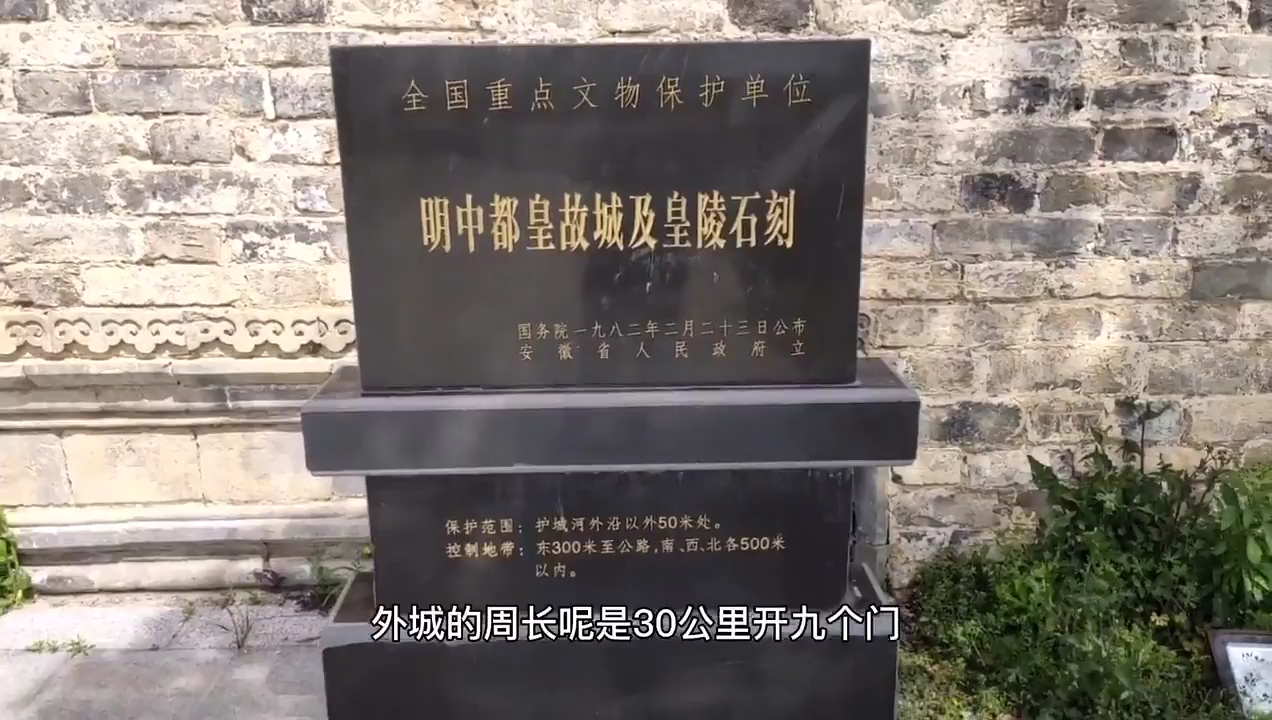 全国重点文物保护单位
明中都皇故城及皇陵石刻
国务院一九八二年二月二十三日公布
安徽省人民政府立
保护范围：护城河外沿以外50米处。
控制地带：东300米至公路，南、西、北各500米
以内。
外城的周长呢是30公里开九个门